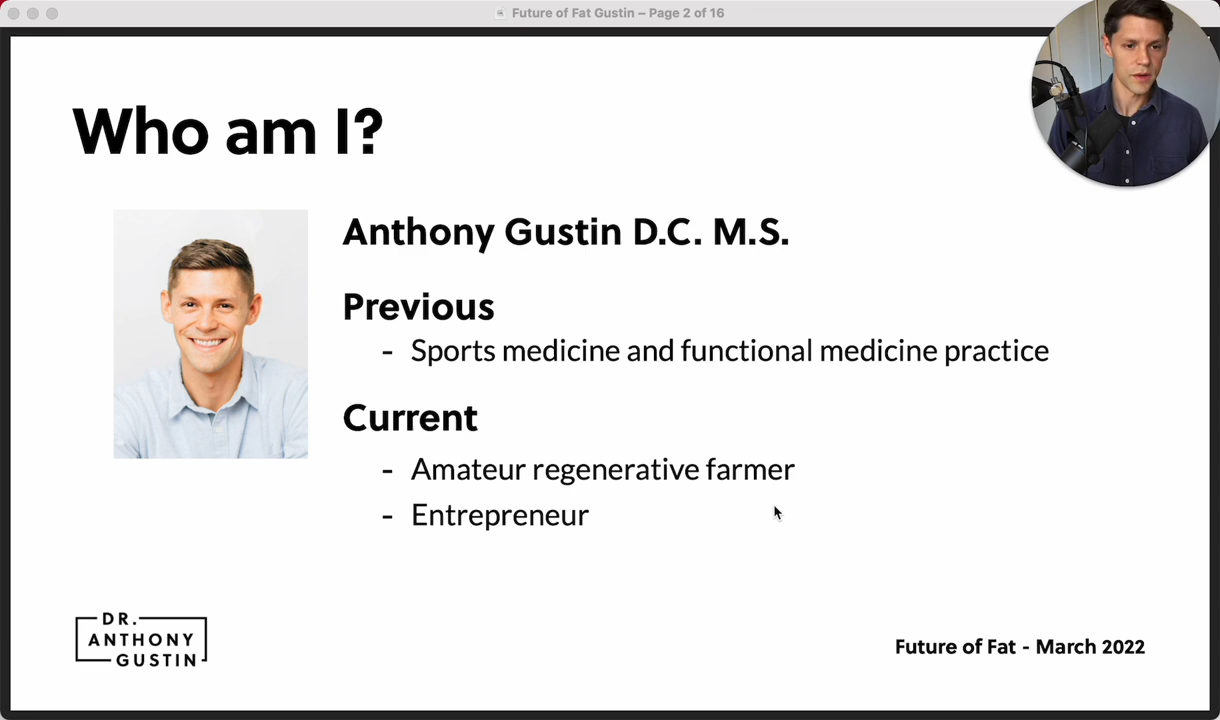 Future of Fat Gustin – Page 2 of 16
Who am I?
Anthony Gustin D.C. M.S.
Previous
- Sports medicine and functional medicine practice
Current
- Amateur regenerative farmer
- Entrepreneur
DR.
ANTHONY
GUSTIN
Future of Fat - March 2022